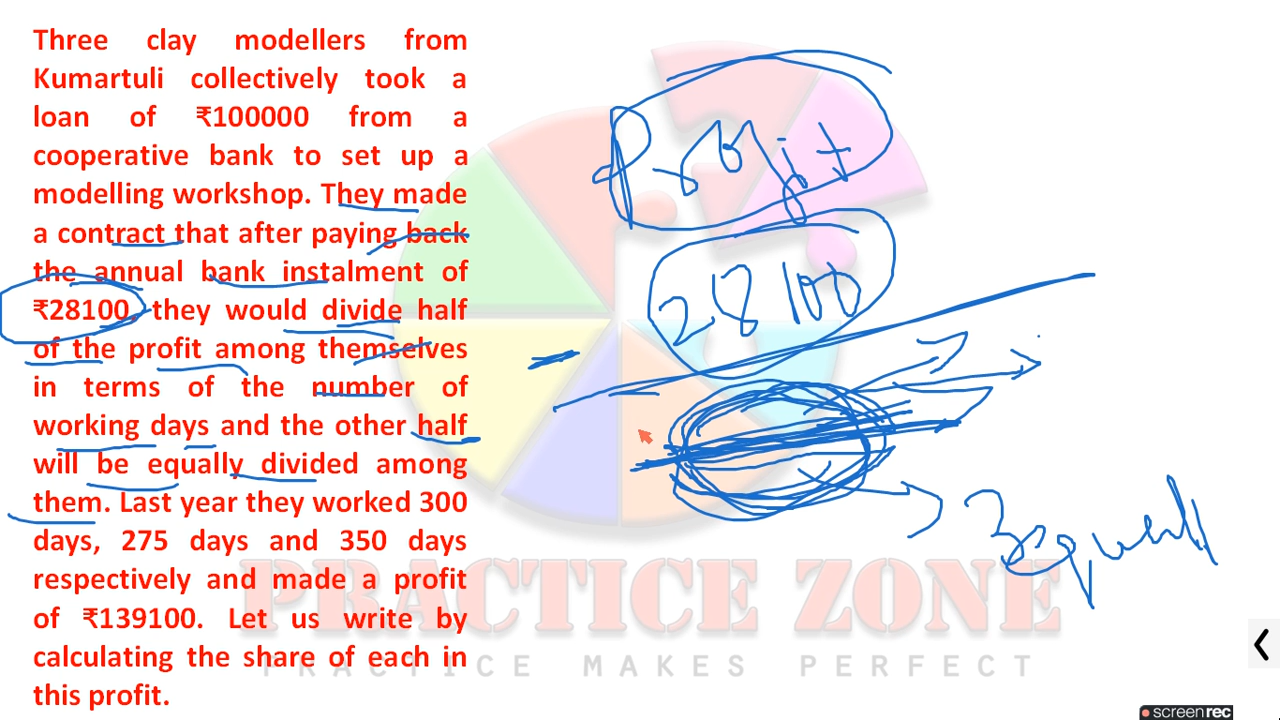 Three clay modellers from
Kumartuli collectively took a
loan of ₹100000 from a
cooperative bank to set up a
modelling workshop. They made
a contract that after paying back
the annual bank instalment of
₹28100, they would divide half
of the profit among themselves
in terms of the number of
working days and the other half
will be equally divided among
them. Last year they worked 300
days, 275 days and 350 days
respectively and made a profit
of ₹139100. Let us write by
calculating the share of each in
this profit.
Profit
28100
3 equal
PRACTICE ZONE
PRACTICE MAKES PERFECT
screenrec